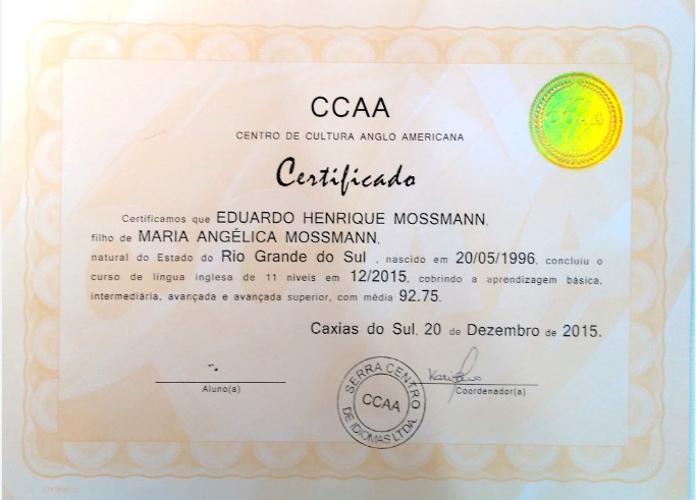 CCAA
CCAA
CENTRO DE CULTURA ANGLO AMERICANA
Certificado
Certificamos que EDUARDO HENRIQUE MOSSMANN,
filho de MARIA ANGÉLICA MOSSMANN,
natural do Estado do Rio Grande do Sul , nascido em 20/05/1996, concluiu o
curso de língua inglesa de 11 níveis em 12/2015, cobrindo a aprendizagem básica,
intermediária, avançada e avançada superior, com média 92.75.
Caxias do Sul, 20 de Dezembro de 2015.
Aluno(a)
SERRA CENTRO
CCAA
DE IDIOMAS LTDA.
Coordenador(a)